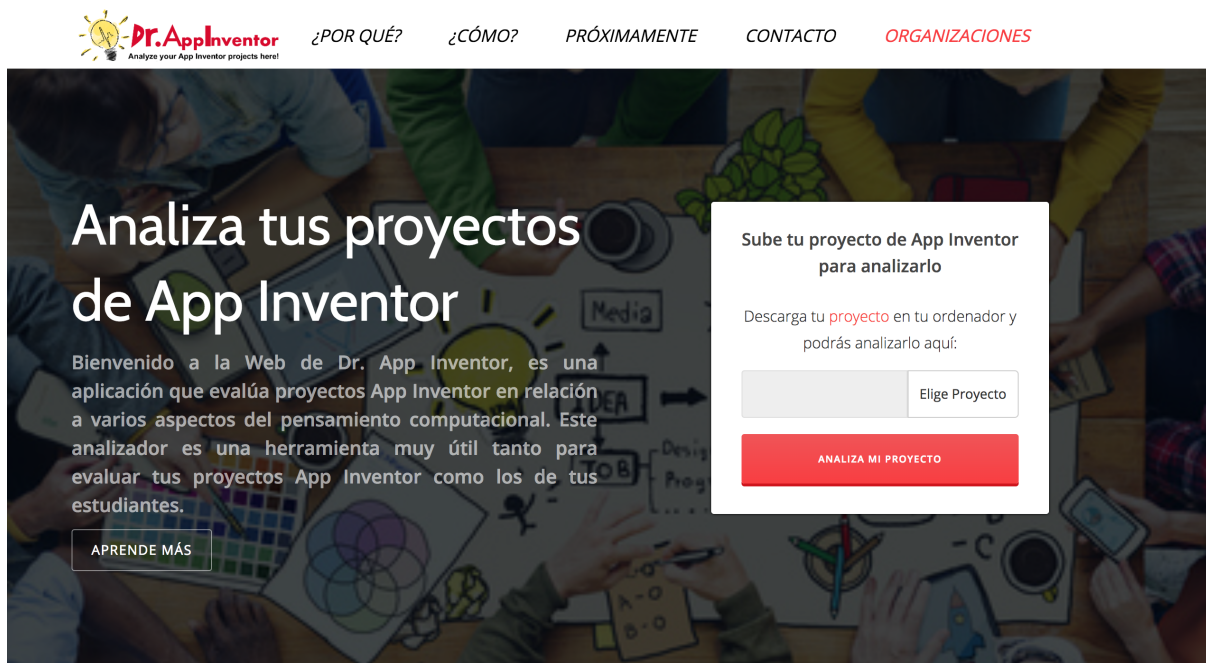 Dr.AppInventor
Analyze your App Inventor projects here!
¿POR QUÉ?
¿CÓMO?
PRÓXIMAMENTE
CONTACTO
ORGANIZACIONES
Analiza tus proyectos
de App Inventor
Bienvenido a la Web de Dr. App Inventor, es una
aplicación que evalúa proyectos App Inventor en relación
a varios aspectos del pensamiento computacional. Este
analizador es una herramienta muy útil tanto para
evaluar tus proyectos App Inventor como los de tus
estudiantes.
APRENDE MÁS
Sube tu proyecto de App Inventor
para analizarlo
Descarga tu proyecto en tu ordenador y
podrás analizarlo aquí:
Elige Proyecto
ANALIZA MI PROYECTO
Media
IDEA
JOB
A-O
B-O
-C